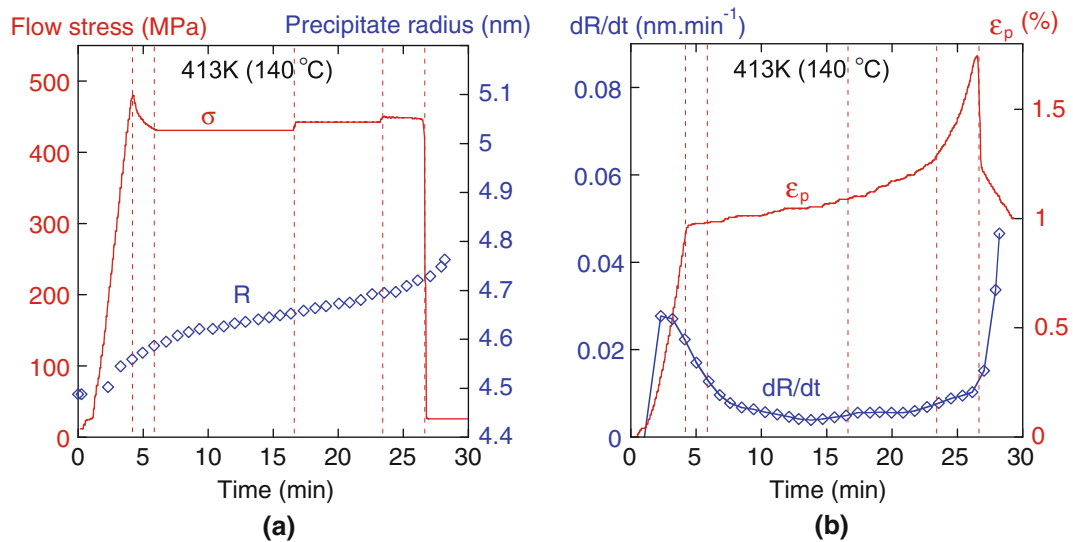 Flow stress (MPa) Precipitate radius (nm)
413K (140 °C)
500
400
300
200
100
0
σ
R
5.1
5
4.9
4.8
4.7
4.6
4.5
4.4
0 5 10 15 20 25 30
Time (min)
(a)
dR/dt (nm.min⁻¹) εp (%)
413K (140 °C)
0.08
0.06
0.04
0.02
0
εp
dR/dt
1.5
1
0.5
0
0 5 10 15 20 25 30
Time (min)
(b)